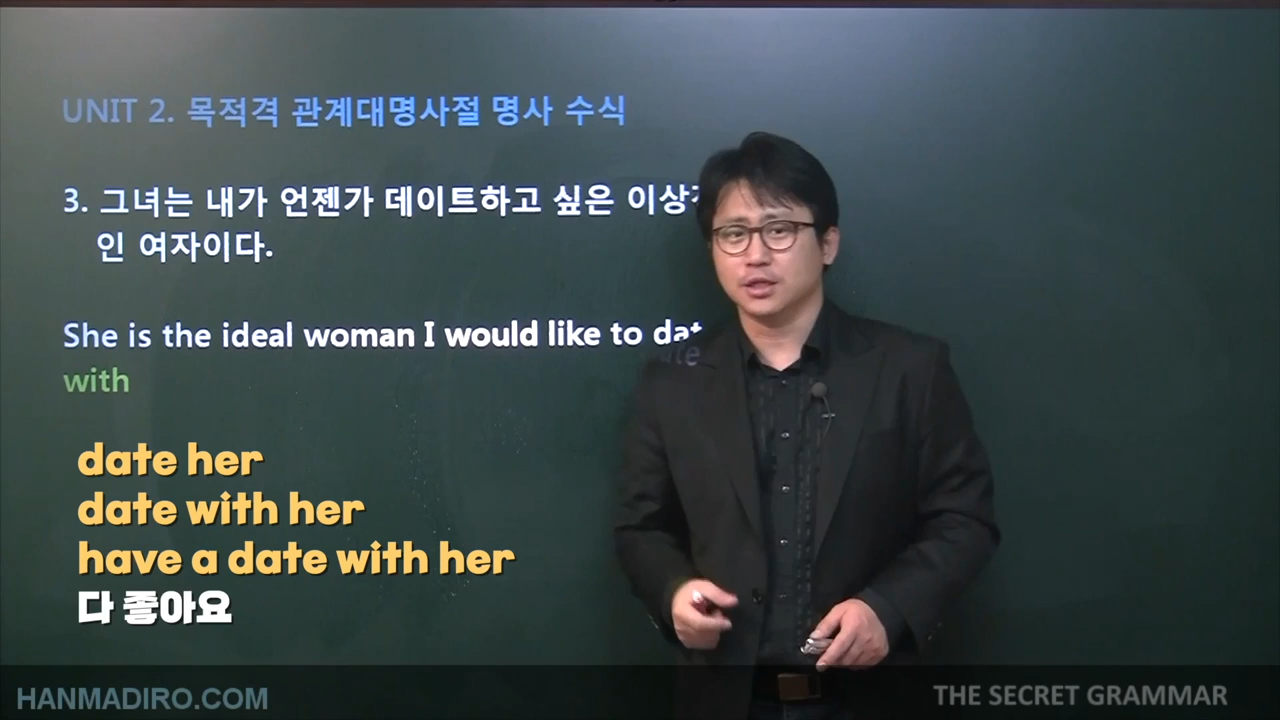 UNIT 2. 목적격 관계대명사절 명사 수식
3. 그녀는 내가 언젠가 데이트하고 싶은
인 여자이다.
She is the ideal woman I would like to
with
date her
date with her
have a date with her
다 좋아요
HANMADIRO.COM
THE SECRET GRAMMAR